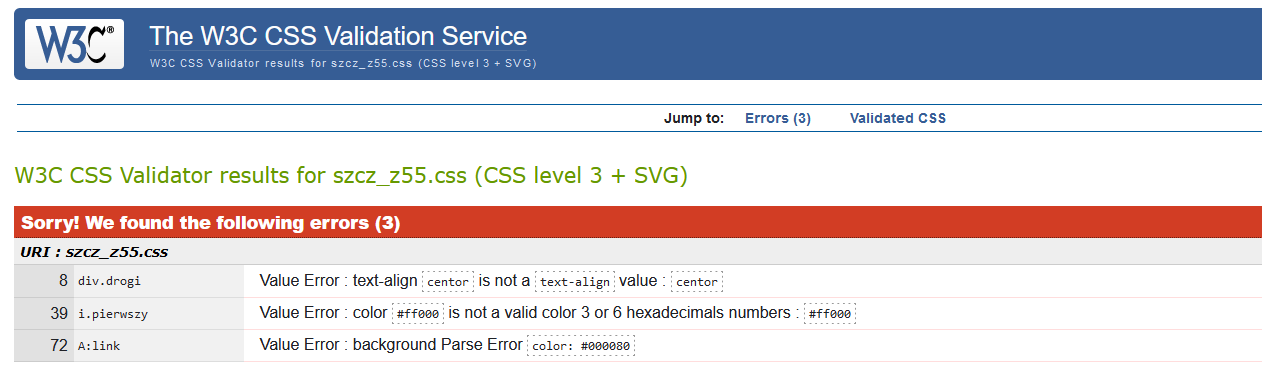 W3C®
The W3C CSS Validation Service
W3C CSS Validator results for szcz_z55.css (CSS level 3 + SVG)
Jump to: Errors (3) Validated CSS
W3C CSS Validator results for szcz_z55.css (CSS level 3 + SVG)
Sorry! We found the following errors (3)
URI : szcz_z55.css
8 div.drogi Value Error : text-align centor is not a text-align value : centor
39 i.pierwszy Value Error : color #ff000 is not a valid color 3 or 6 hexadecimals numbers : #ff000
72 A:link Value Error : background Parse Error color: #000080